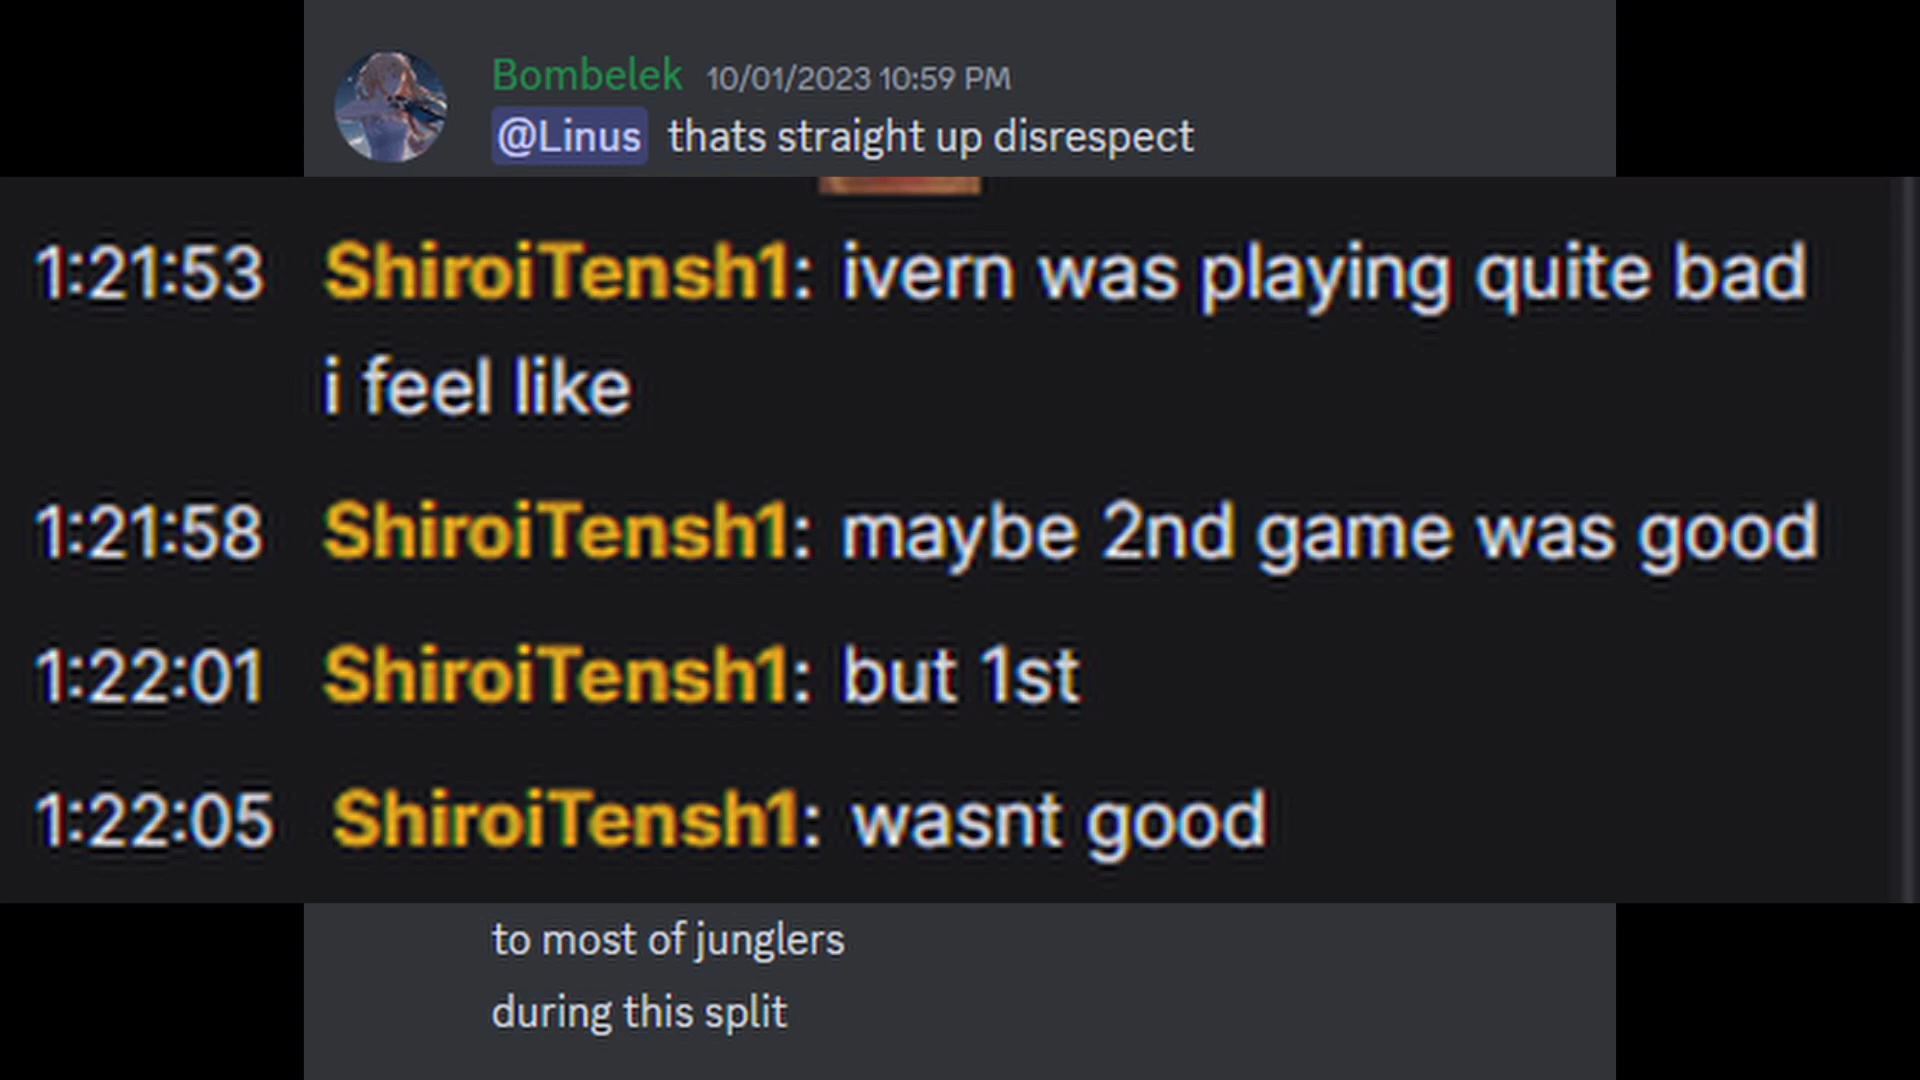 Bombelek 10/01/2023 10:59 PM
@Linus thats straight up disrespect
1:21:53 ShiroiTensh1: ivern was playing quite bad
i feel like
1:21:58 ShiroiTensh1: maybe 2nd game was good
1:22:01 ShiroiTensh1: but 1st
1:22:05 ShiroiTensh1: wasnt good
to most of junglers
during this split